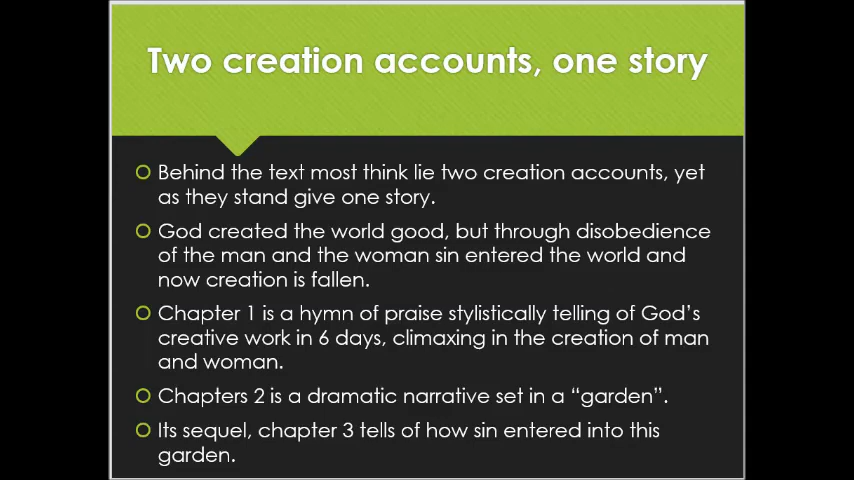 Two creation accounts, one story
Behind the text most think lie two creation accounts, yet
as they stand give one story.
God created the world good, but through disobedience
of the man and the woman sin entered the world and
now creation is fallen.
Chapter 1 is a hymn of praise stylistically telling of God’s
creative work in 6 days, climaxing in the creation of man
and woman.
Chapters 2 is a dramatic narrative set in a “garden”.
Its sequel, chapter 3 tells of how sin entered into this
garden.